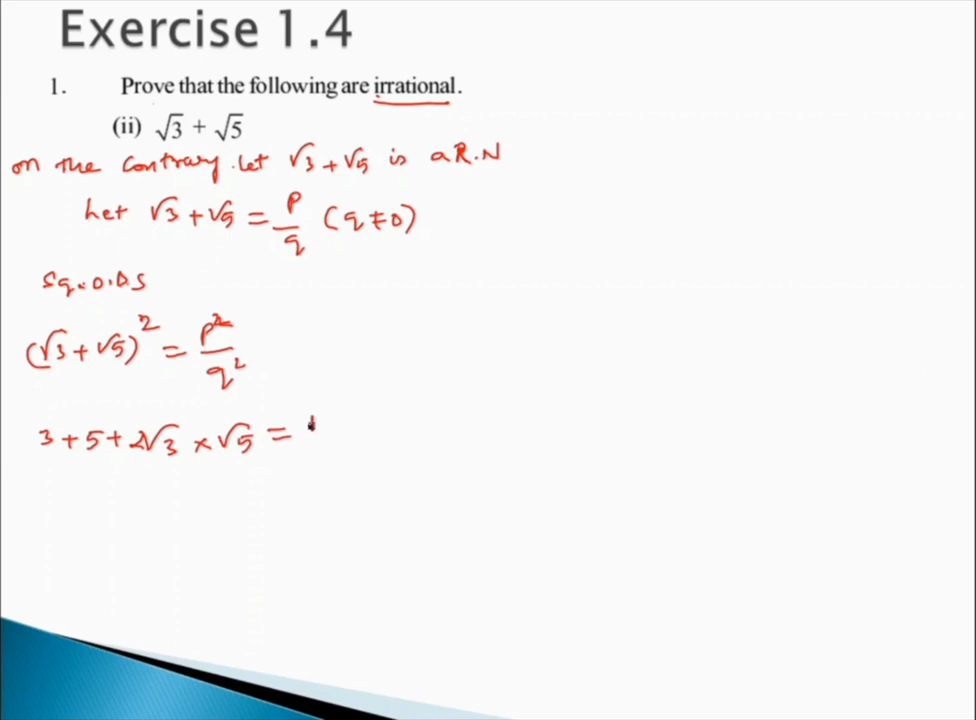 Exercise 1.4
1. Prove that the following are irrational.
(ii) √3 + √5
on the contrary. let √3 + √5 is a R.N
Let √3 + √5 = p/q (q ≠ 0)
Sq. o.b.s
(√3 + √5)² = p²/q²
3 + 5 + 2√3 × √5 =